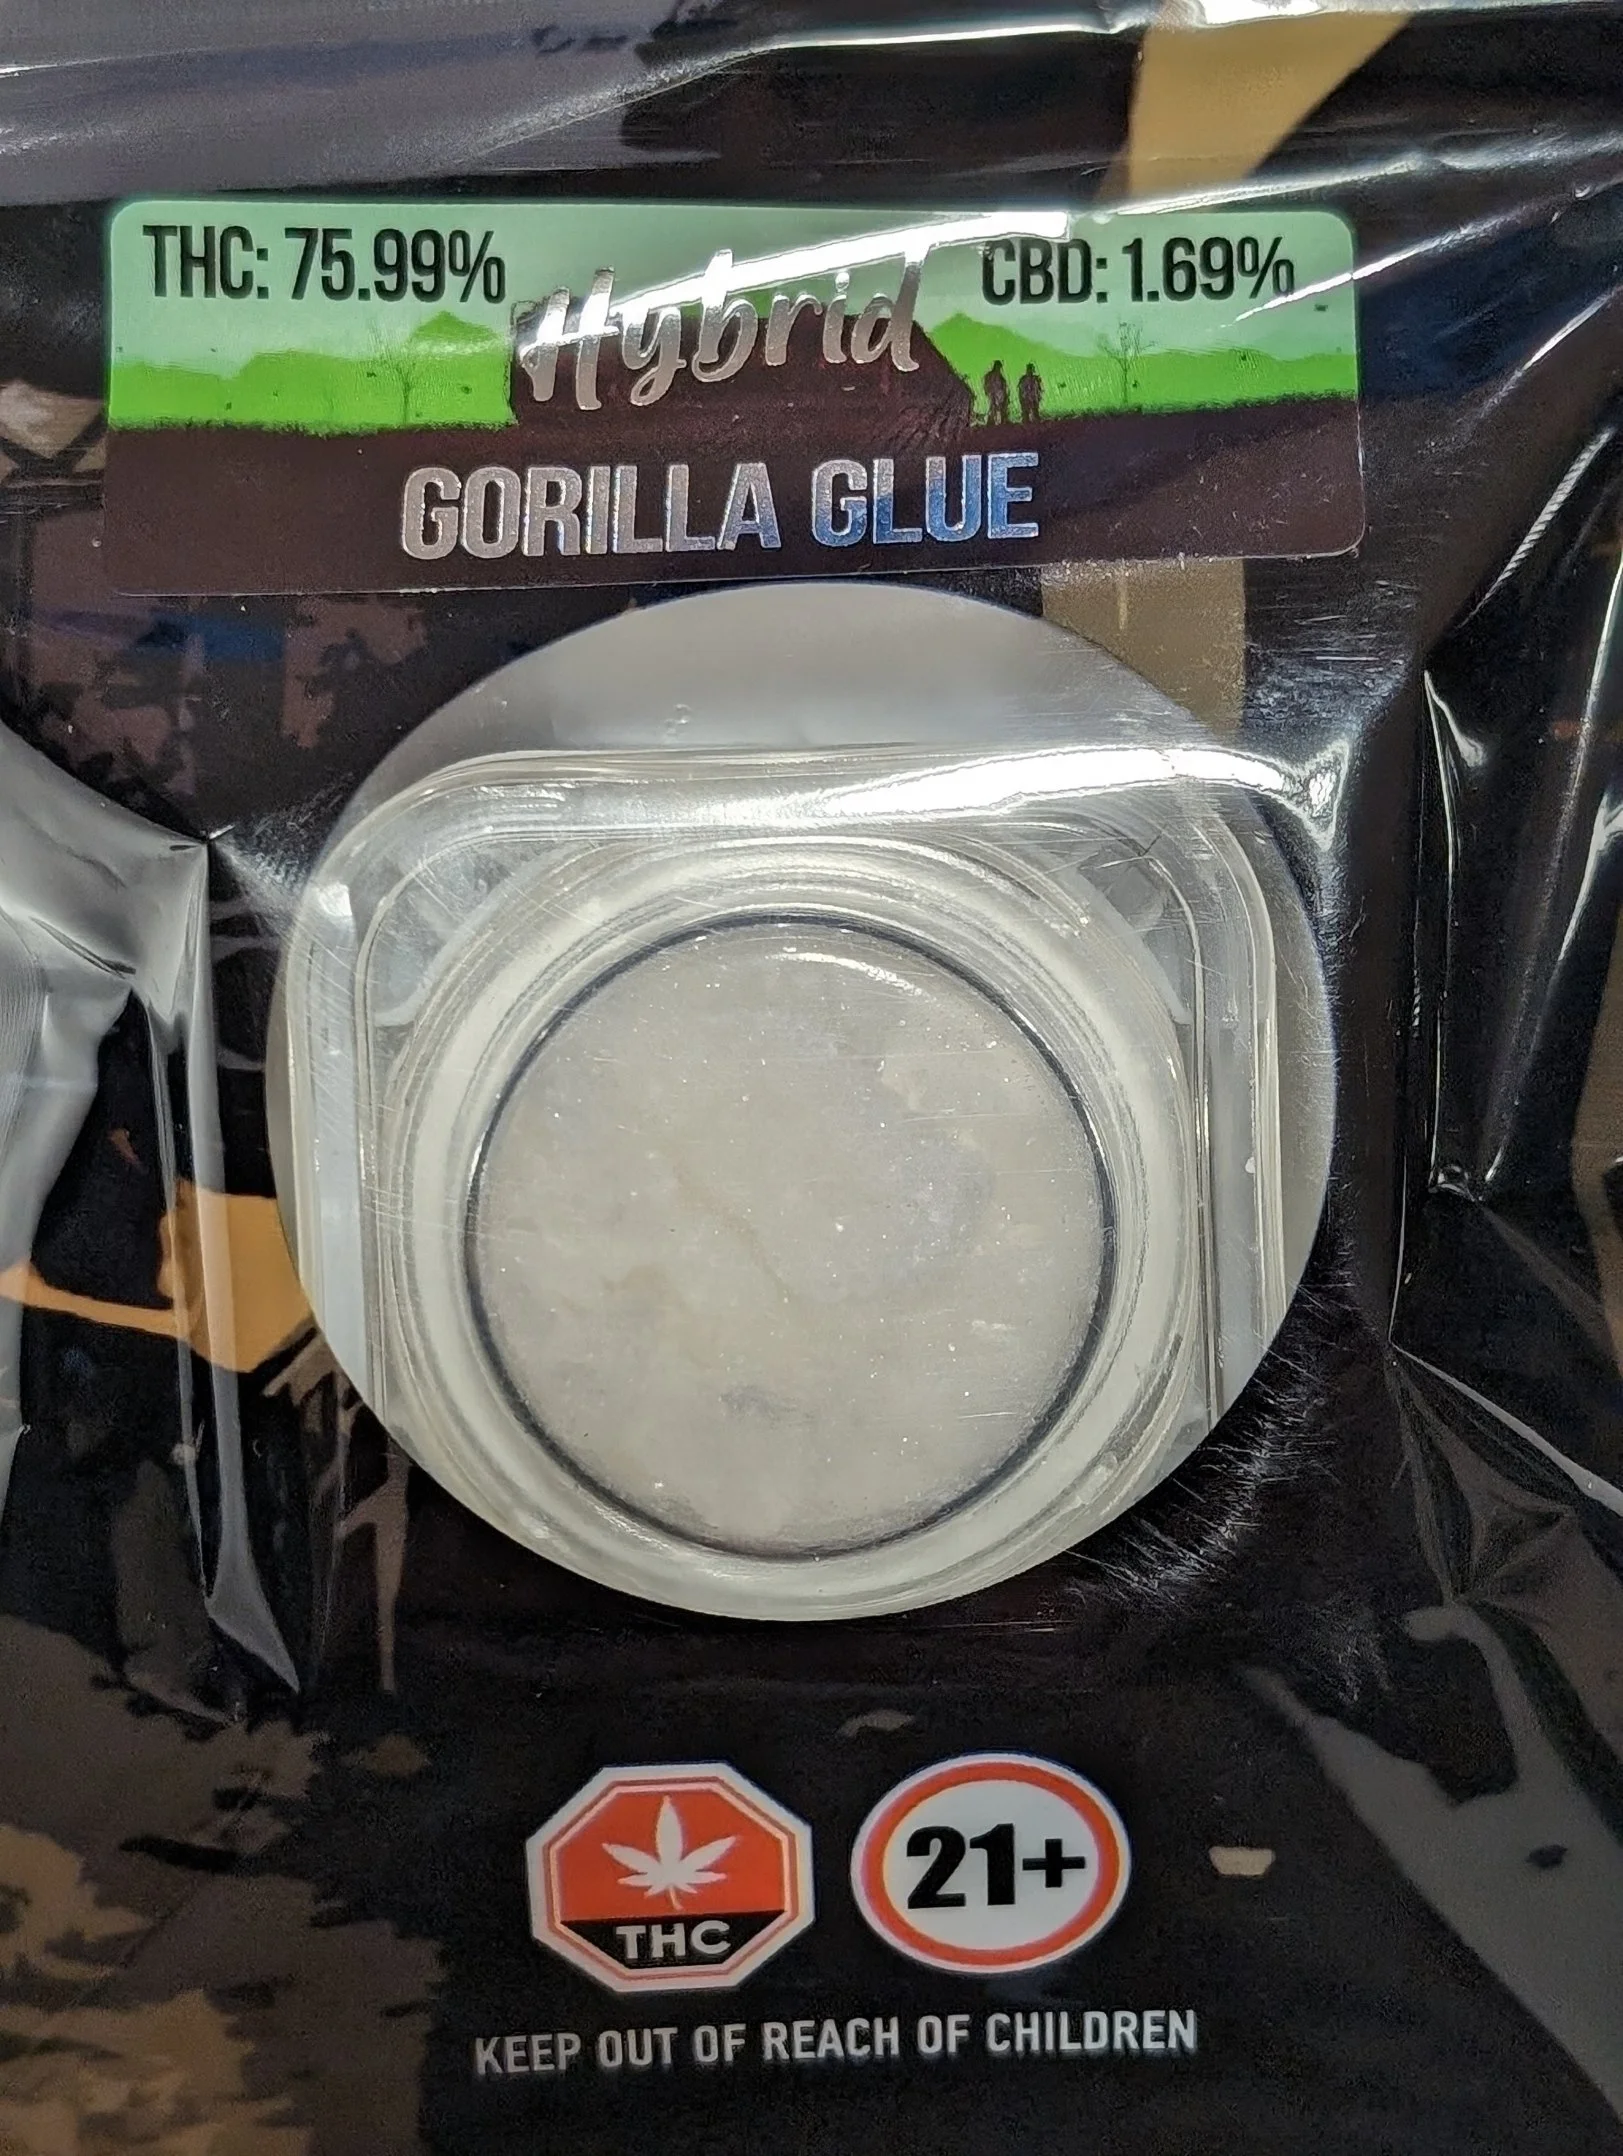 THC: 75.99%
CBD: 1.69%
Hybrid
GORILLA GLUE
THC
21+
KEEP OUT OF REACH OF CHILDREN